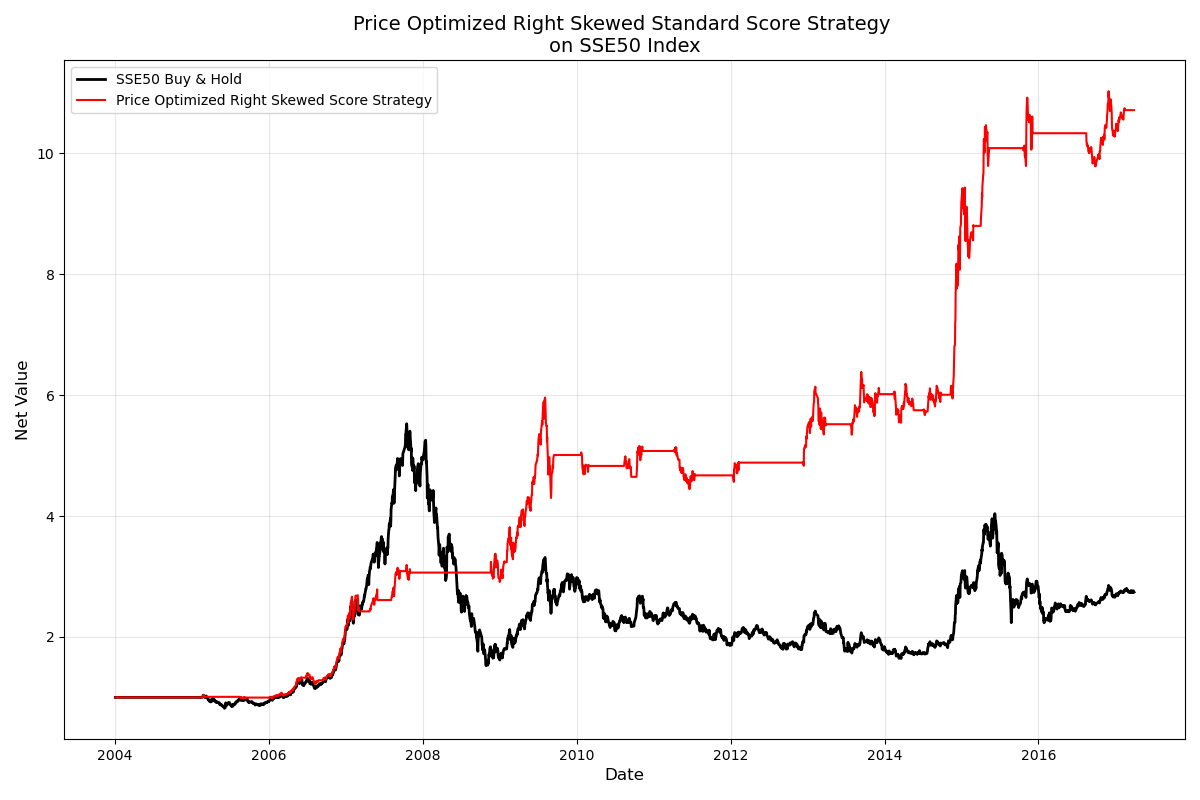 Price Optimized Right Skewed Standard Score Strategy
on SSE50 Index
SSE50 Buy & Hold
Price Optimized Right Skewed Score Strategy
Net Value
10
8
6
4
2
2004
2006
2008
2010
2012
2014
2016
Date